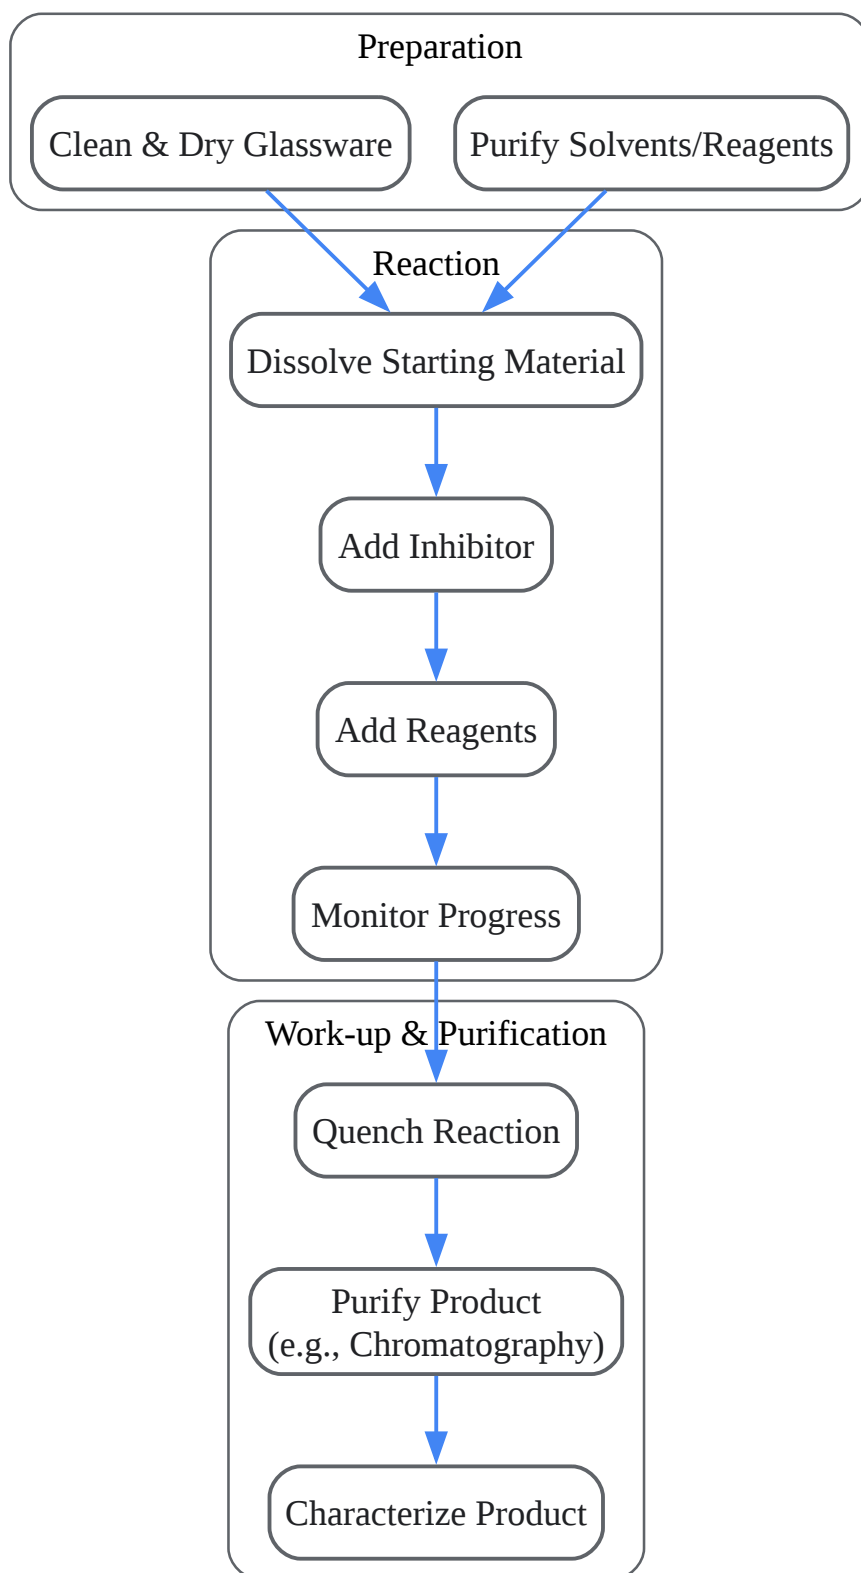 Preparation
Clean & Dry Glassware
Purify Solvents/Reagents
Reaction
Dissolve Starting Material
Add Inhibitor
Add Reagents
Monitor Progress
Work-up & Purification
Quench Reaction
Purify Product
(e.g., Chromatography)
Characterize Product